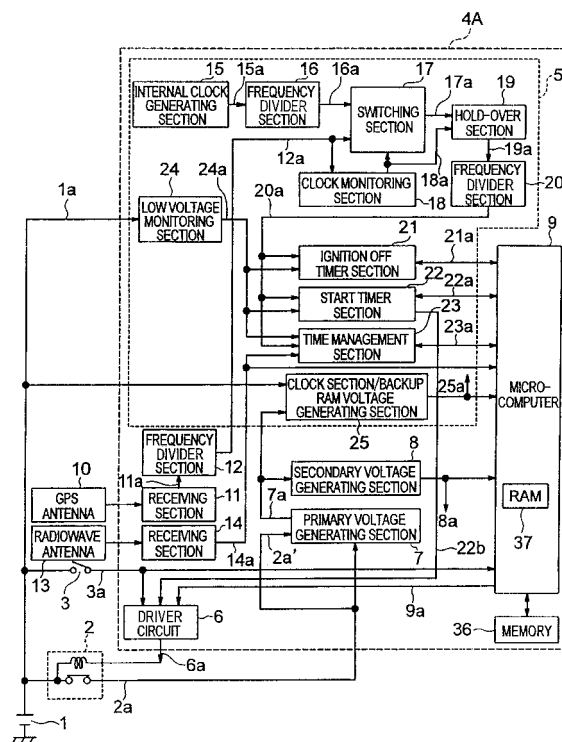 4A
15
15a
16
16a
17
17a
19
5
INTERNAL CLOCK
GENERATING
SECTION
FREQUENCY
DIVIDER
SECTION
SWITCHING
SECTION
HOLD-OVER
SECTION
12a
19a
18a
CLOCK MONITORING
SECTION
18
FREQUENCY
DIVIDER
SECTION
20
1a
24
24a
20a
LOW VOLTAGE
MONITORING
SECTION
21
21a
9
IGNITION OFF
TIMER SECTION
22
22a
START TIMER
SECTION
23
23a
TIME MANAGEMENT
SECTION
CLOCK SECTION/BACKUP
RAM VOLTAGE
GENERATING SECTION
25a
25
MICRO-
COMPUTER
FREQUENCY
DIVIDER
SECTION
12
11a
10
GPS
ANTENNA
RECEIVING
SECTION
11
8
SECONDARY VOLTAGE
GENERATING SECTION
7a
8a
RAM
37
RADIOWAVE
ANTENNA
13
14
RECEIVING
SECTION
14a
PRIMARY VOLTAGE
GENERATING SECTION
7
2a'
22b
3
3a
9a
DRIVER
CIRCUIT
6
6a
36
MEMORY
2
2a
1